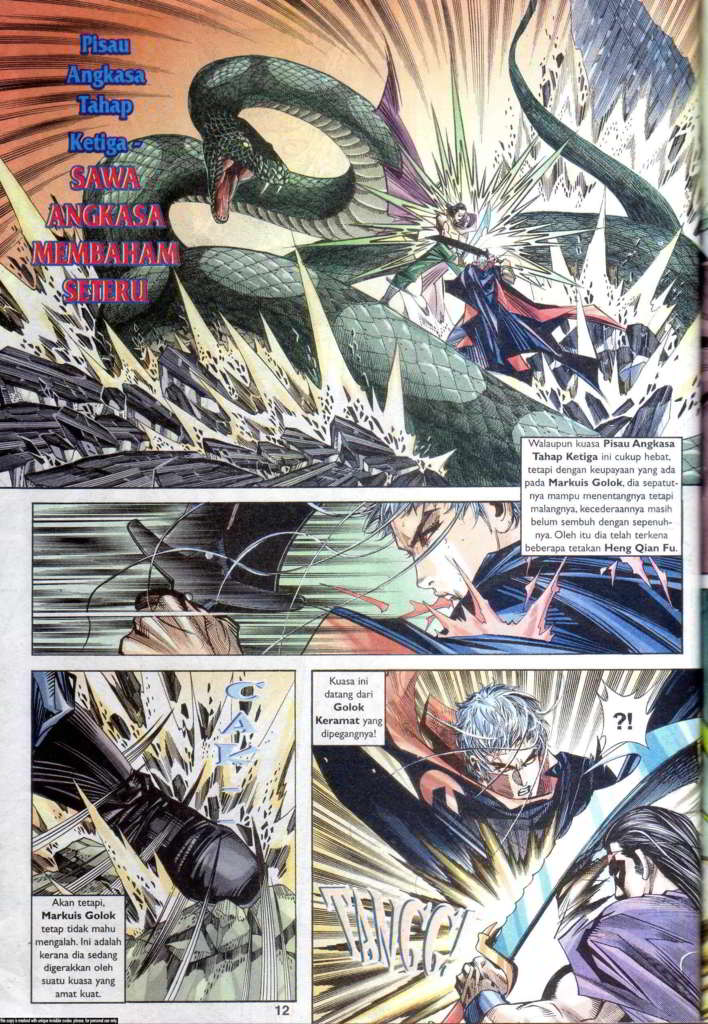 Pisau
Angkasa
Tahap
Ketiga -
SAWA
ANGKASA
MEMBAHAM
SETERU
Walaupun kuasa Pisau Angkasa
Tahap Ketiga ini cukup hebat,
tetapi dengan keupayaan yang ada
pada Markuis Golok, dia sepatut-
nya mampu menentangnya tetapi
malangnya, kecederaannya masih
belum sembuh dengan sepenuh-
nya. Oleh itu dia telah terkena
beberapa tetakan Heng Qian Fu.
CAK-
Akan tetapi,
Markuis Golok
tetap tidak mahu
mengalah. Ini adalah
kerana dia sedang
digerakkan oleh
suatu kuasa yang
amat kuat.
Kuasa ini
datang dari
Golok
Keramat yang
dipegangnya!
?!
TANGG!
12